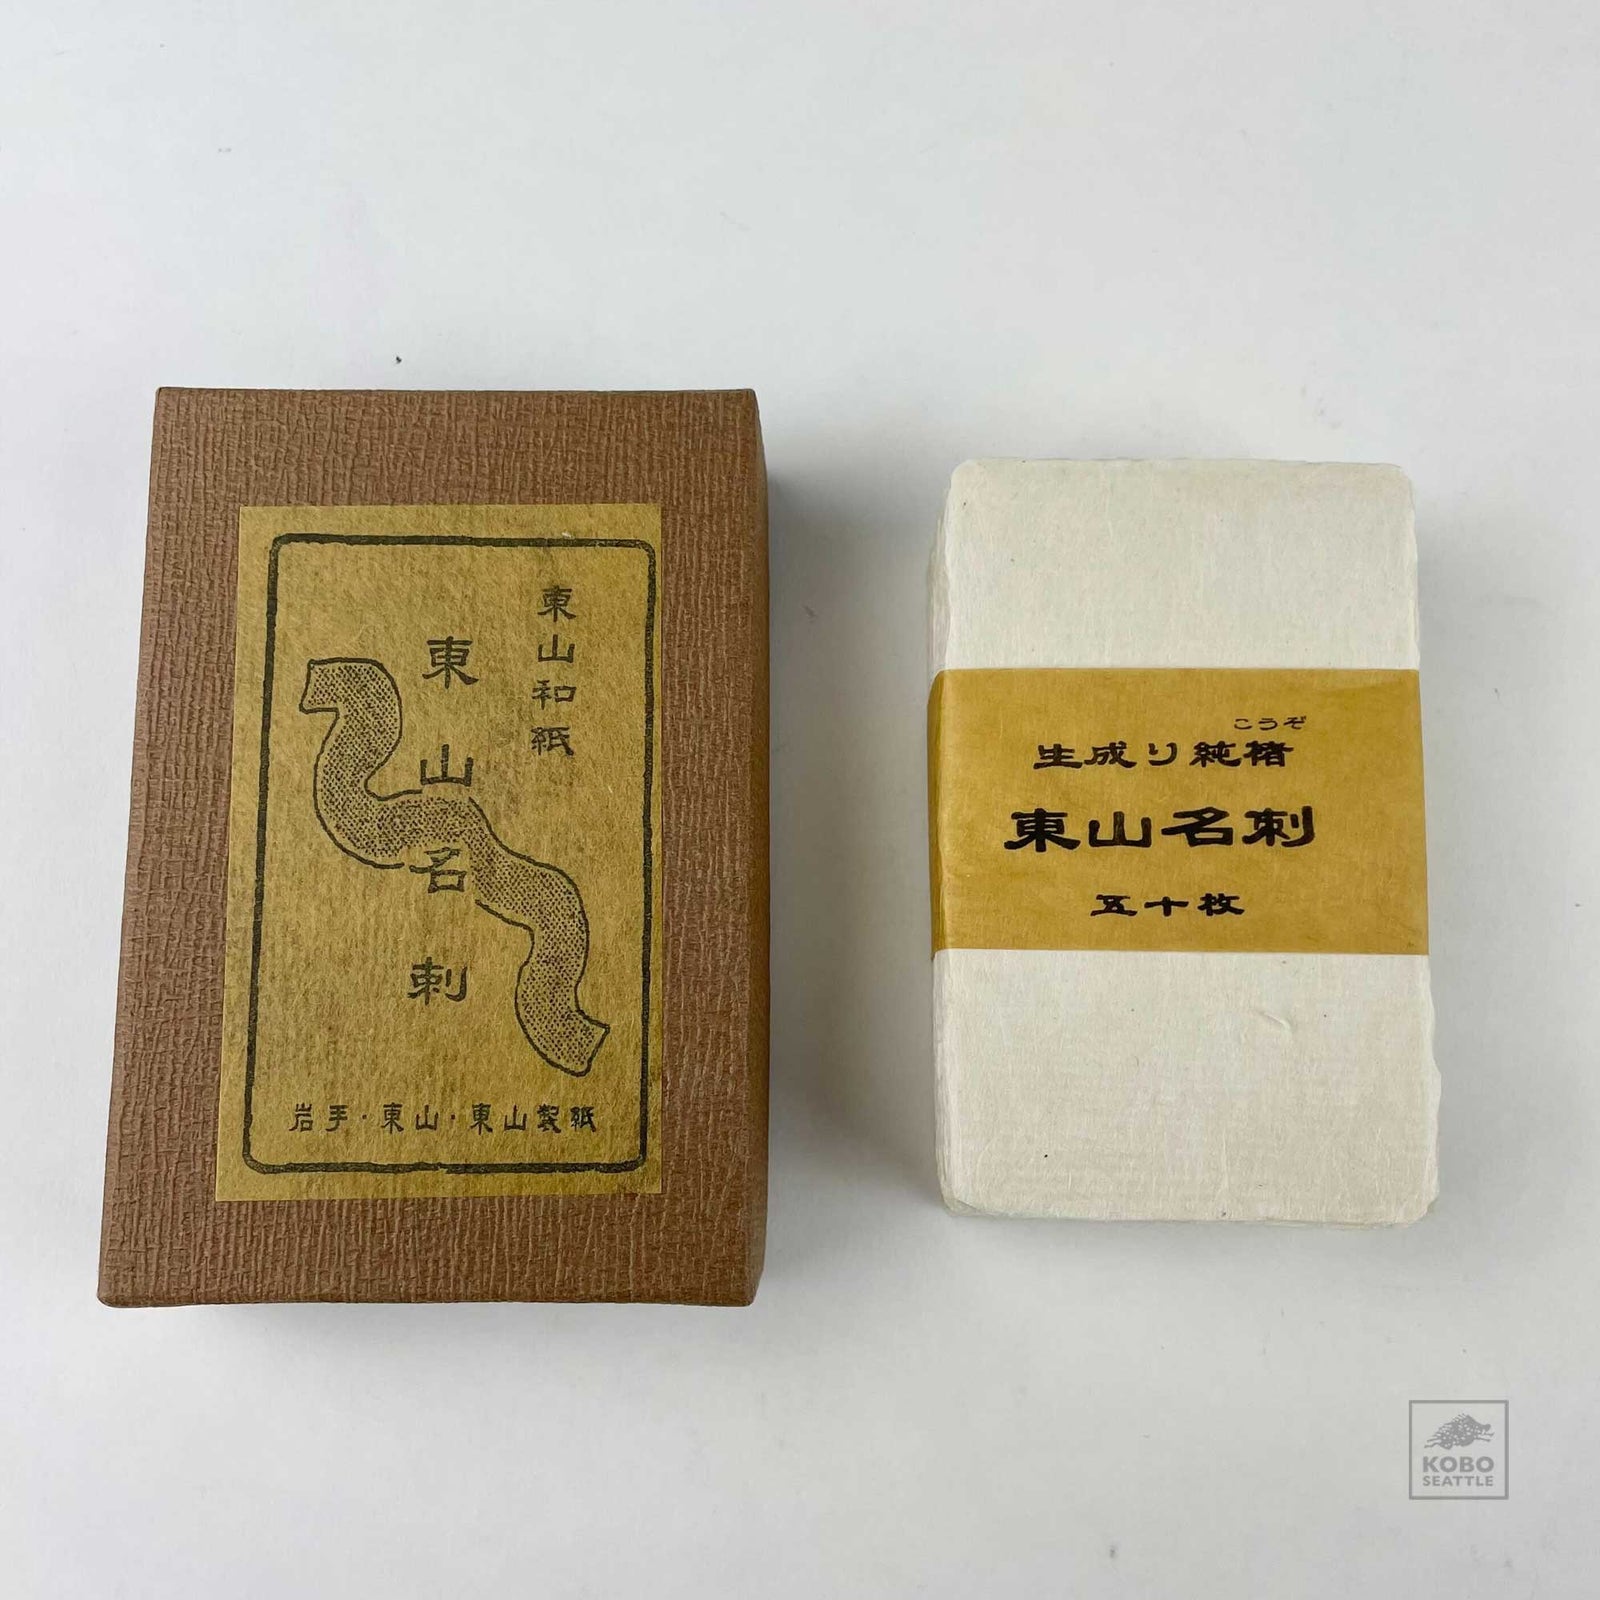 東山和紙
東山名刺
岩手・東山・東山製紙
こうぞ
生成り純楮
東山名刺
五十枚
KOBO
SEATTLE